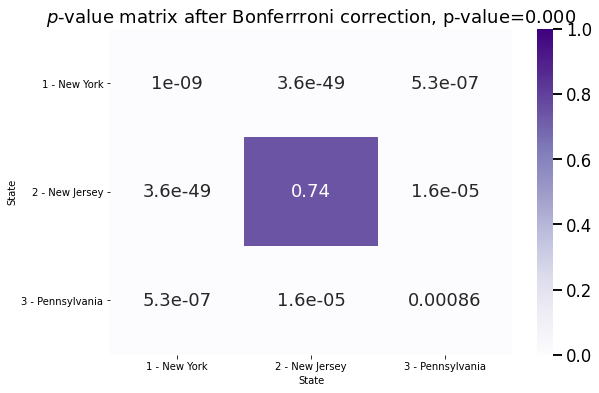 p-value matrix after Bonferrroni correction, p-value=0.000
1 - New York 1e-09 3.6e-49 5.3e-07
2 - New Jersey 3.6e-49 0.74 1.6e-05
3 - Pennsylvania 5.3e-07 1.6e-05 0.00086
State
1 - New York 2 - New Jersey 3 - Pennsylvania
State
1.0
0.8
0.6
0.4
0.2
0.0